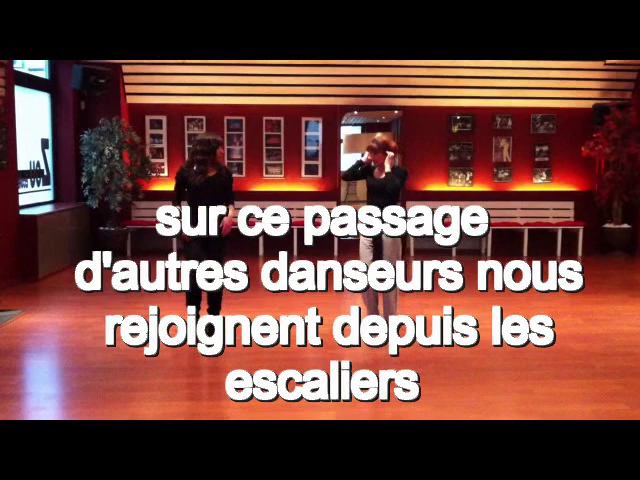 sur ce passage
d'autres danseurs nous
rejoignent depuis les
escaliers